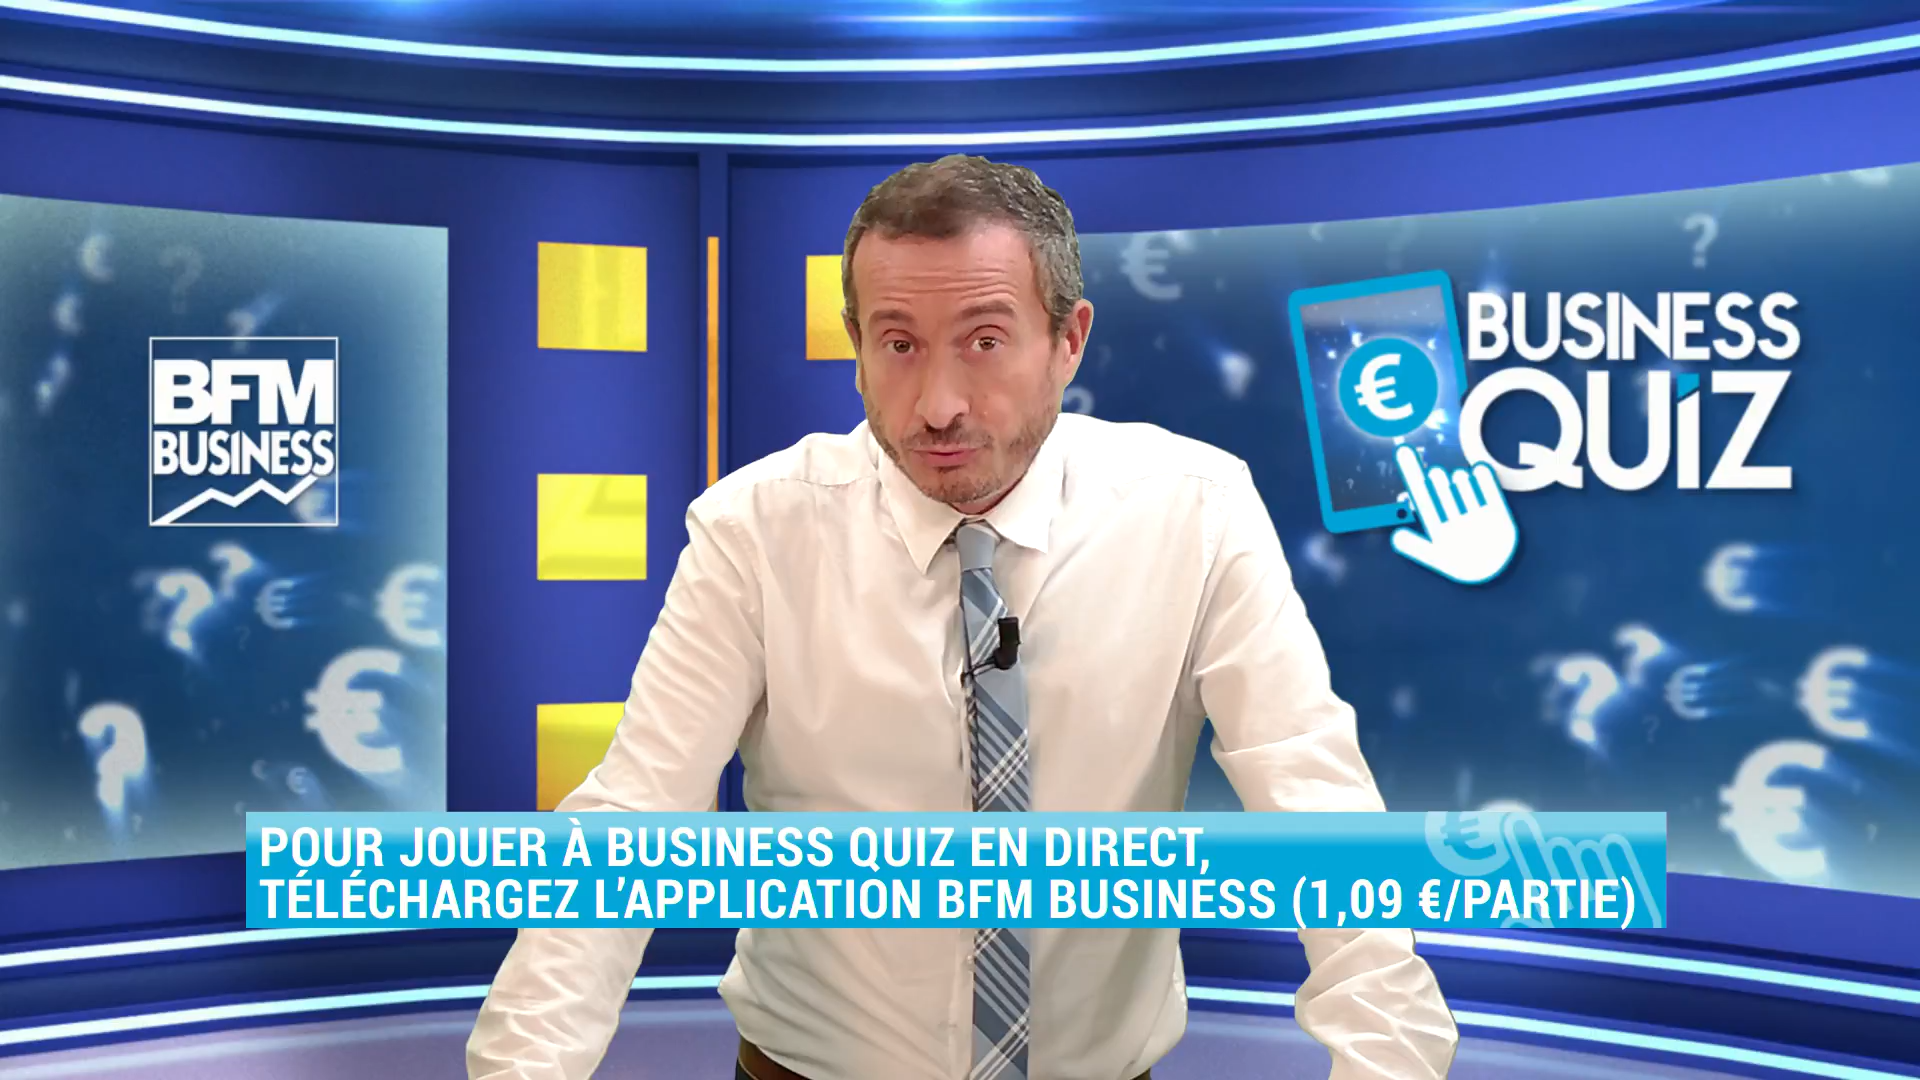 BFM
BUSINESS
BUSINESS
QUIZ
POUR JOUER À BUSINESS QUIZ EN DIRECT,
TÉLÉCHARGEZ L’APPLICATION BFM BUSINESS (1,09 €/PARTIE)